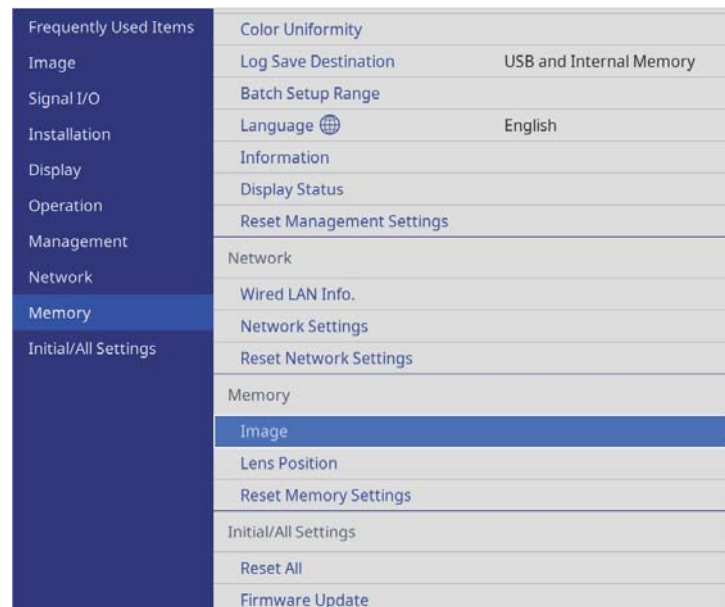 Frequently Used Items
Image
Signal I/O
Installation
Display
Operation
Management
Network
Memory
Initial/All Settings
Color Uniformity
Log Save Destination USB and Internal Memory
Batch Setup Range
Language English
Information
Display Status
Reset Management Settings
Network
Wired LAN Info.
Network Settings
Reset Network Settings
Memory
Image
Lens Position
Reset Memory Settings
Initial/All Settings
Reset All
Firmware Update